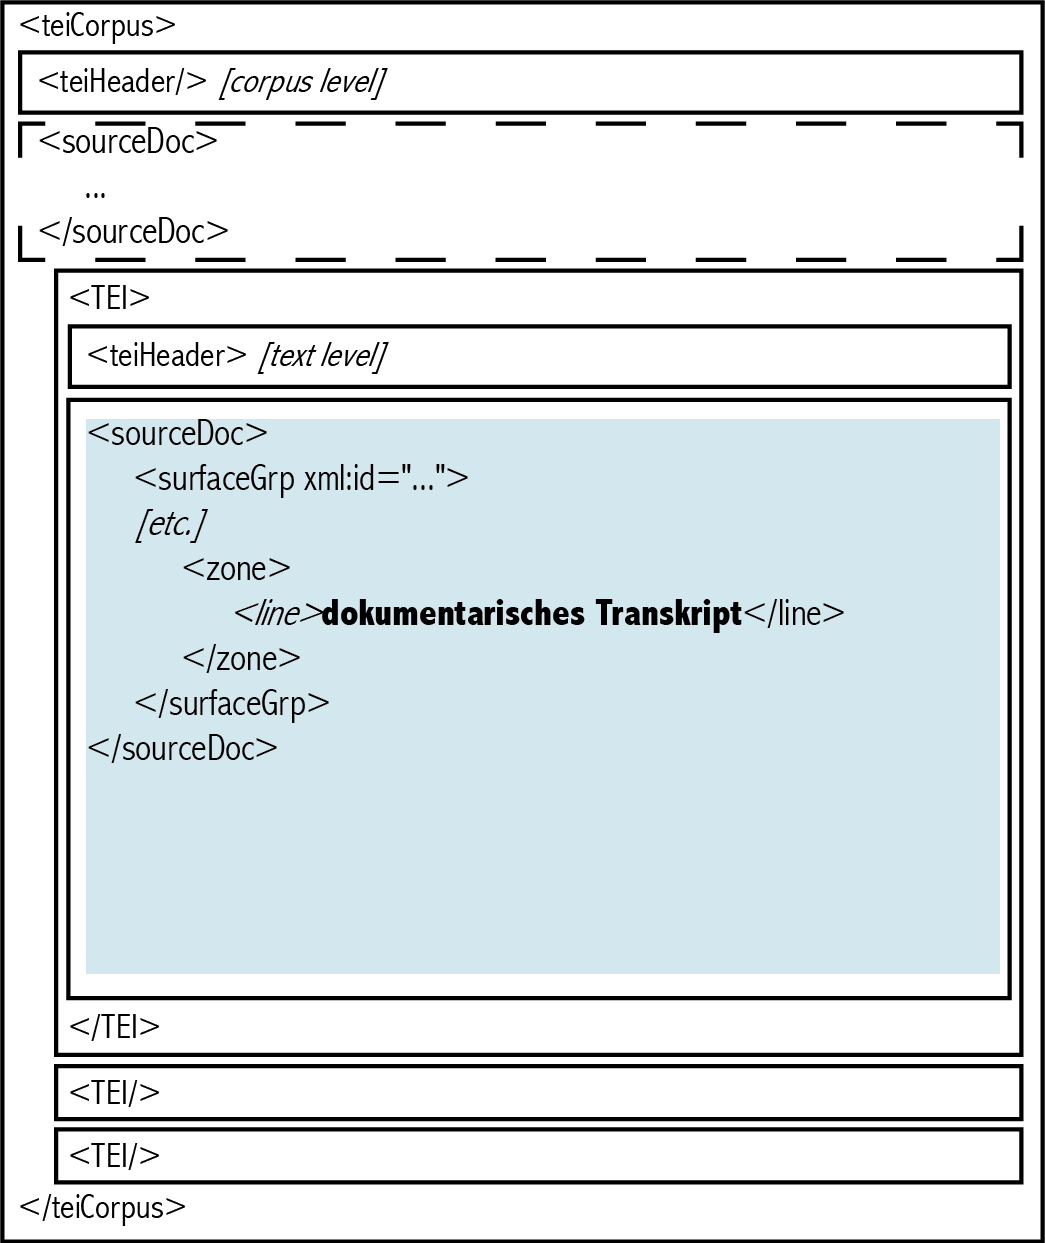 <teiCorpus>
<teiHeader/> [corpus level]
<sourceDoc>
...
</sourceDoc>
<TEI>
<teiHeader> [text level]
<sourceDoc>
<surfaceGrp xml:id="...">
[etc.]
<zone>
<line>dokumentarisches Transkript</line>
</zone>
</surfaceGrp>
</sourceDoc>
</TEI>
<TEI/>
<TEI/>
</teiCorpus>